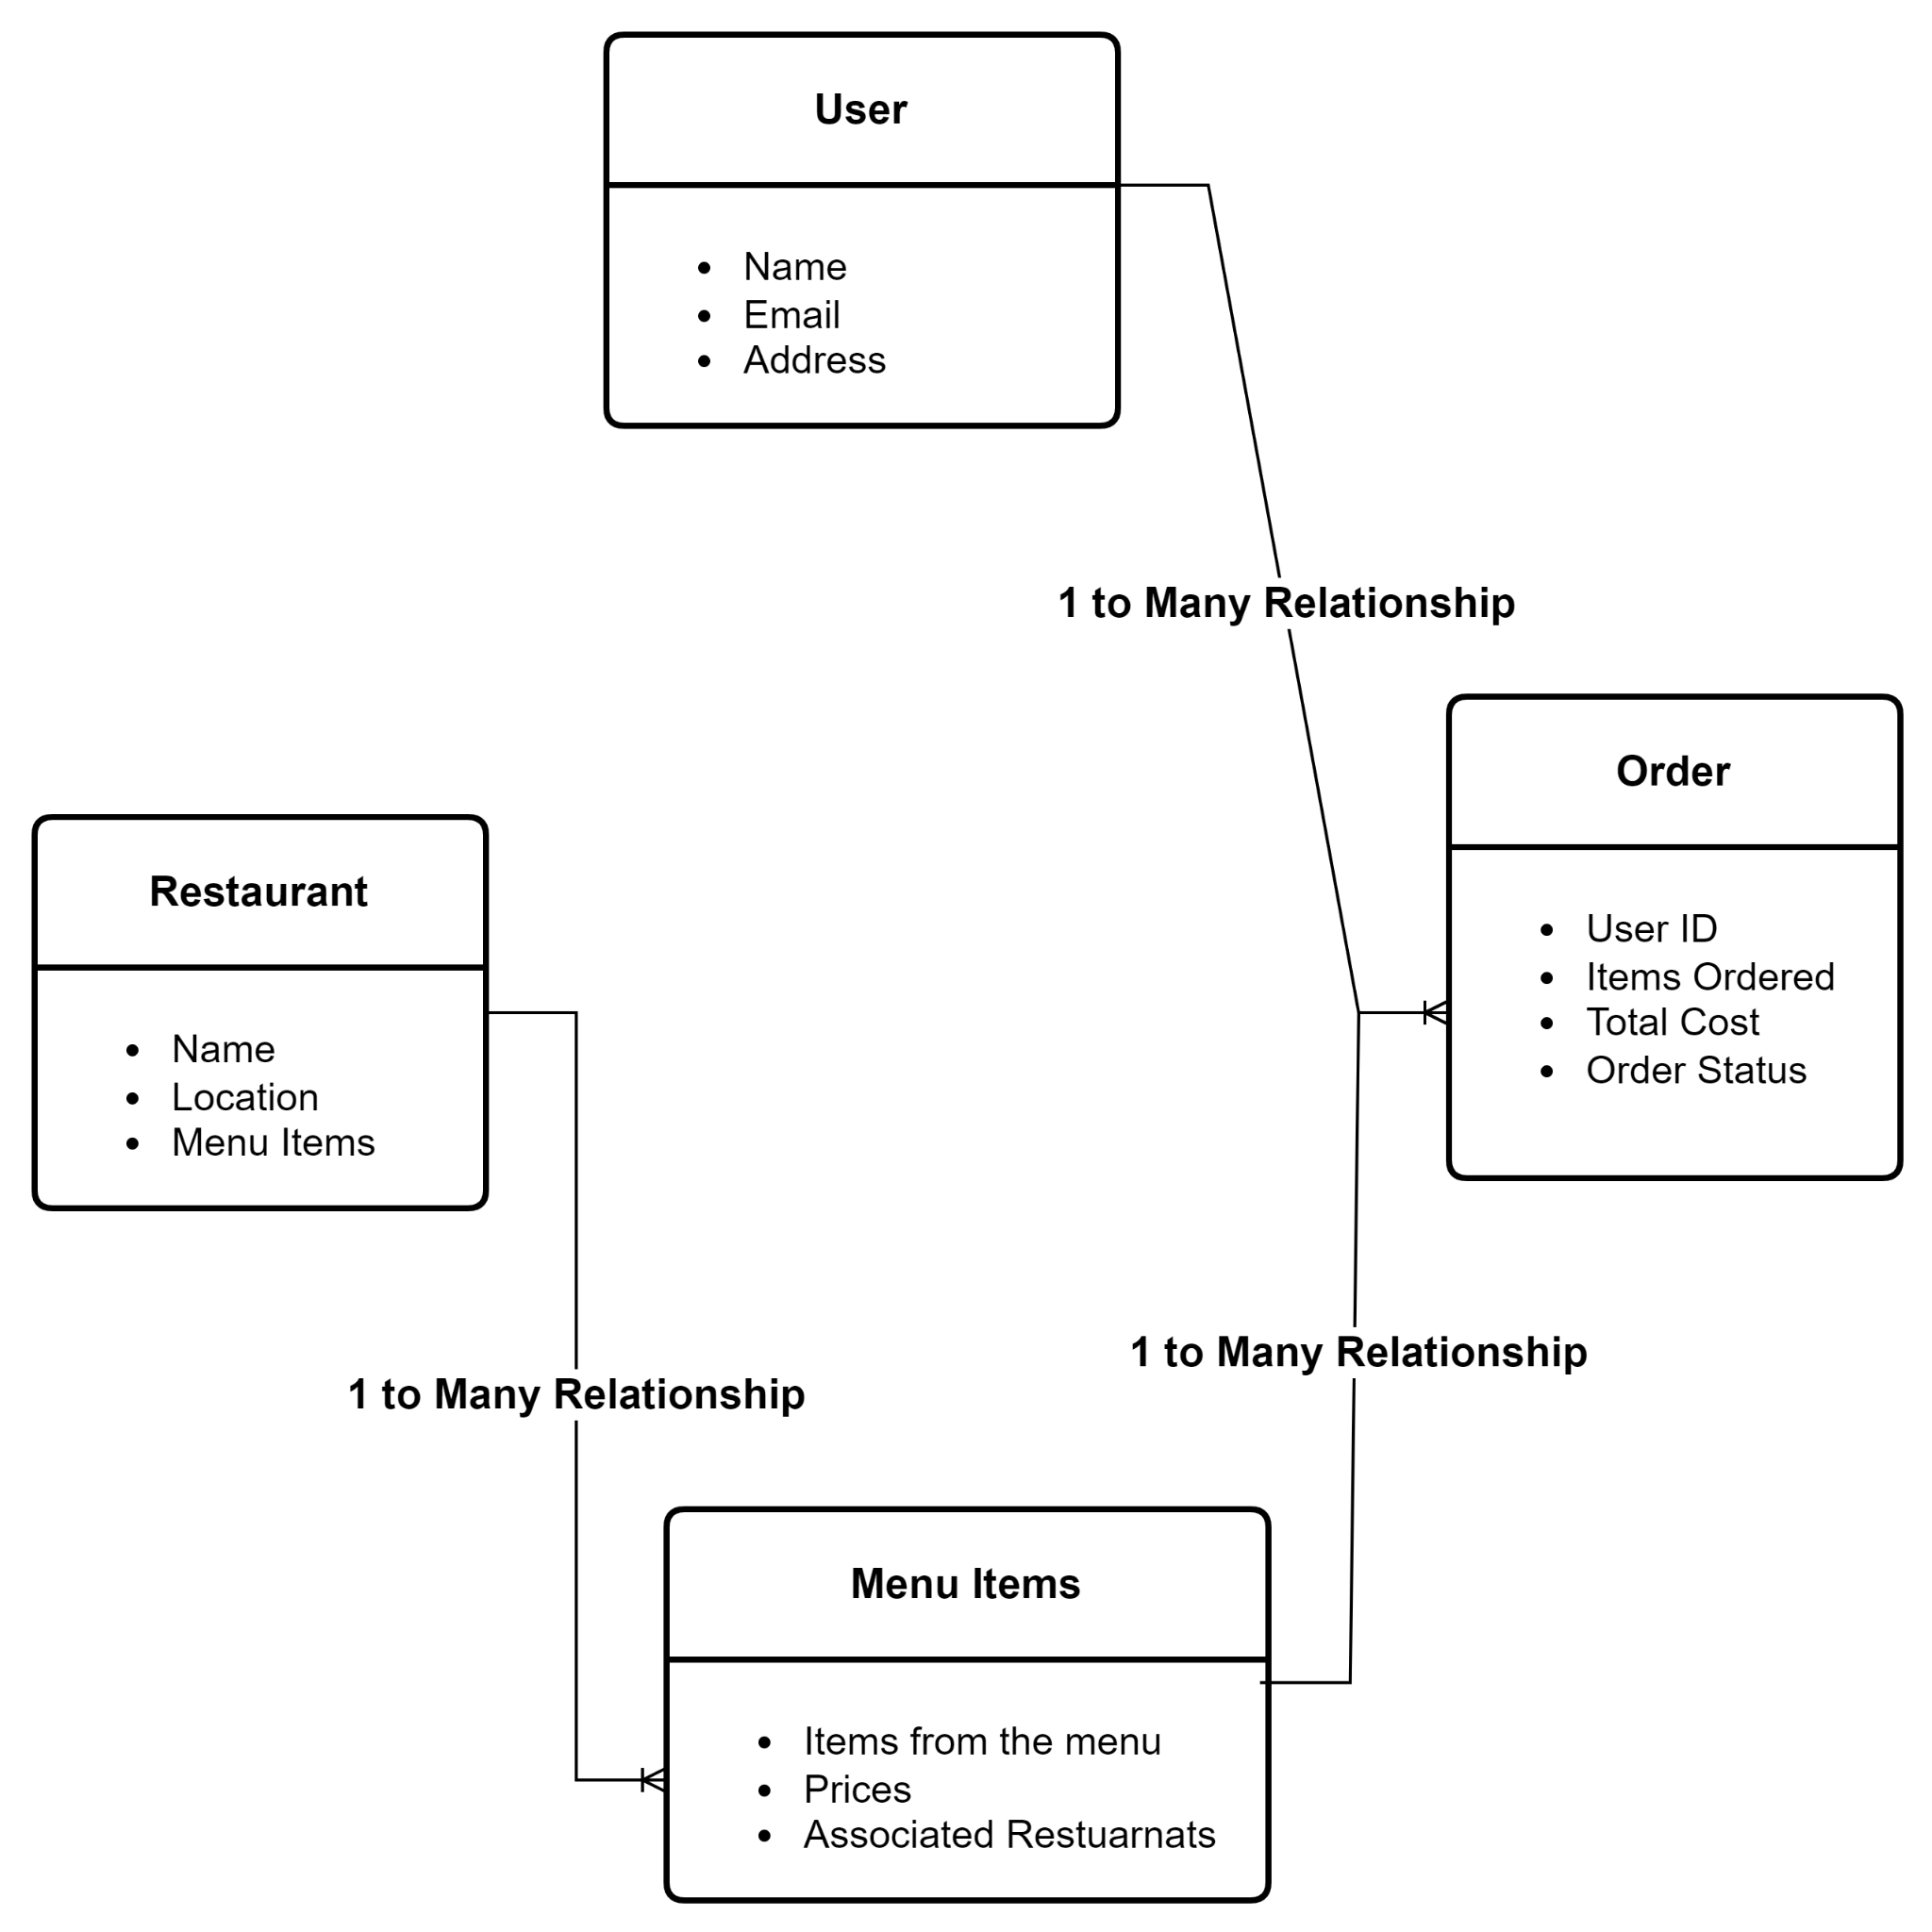 User
Name
Email
Address
1 to Many Relationship
Order
User ID
Items Ordered
Total Cost
Order Status
Restaurant
Name
Location
Menu Items
1 to Many Relationship
1 to Many Relationship
Menu Items
Items from the menu
Prices
Associated Restuarnats